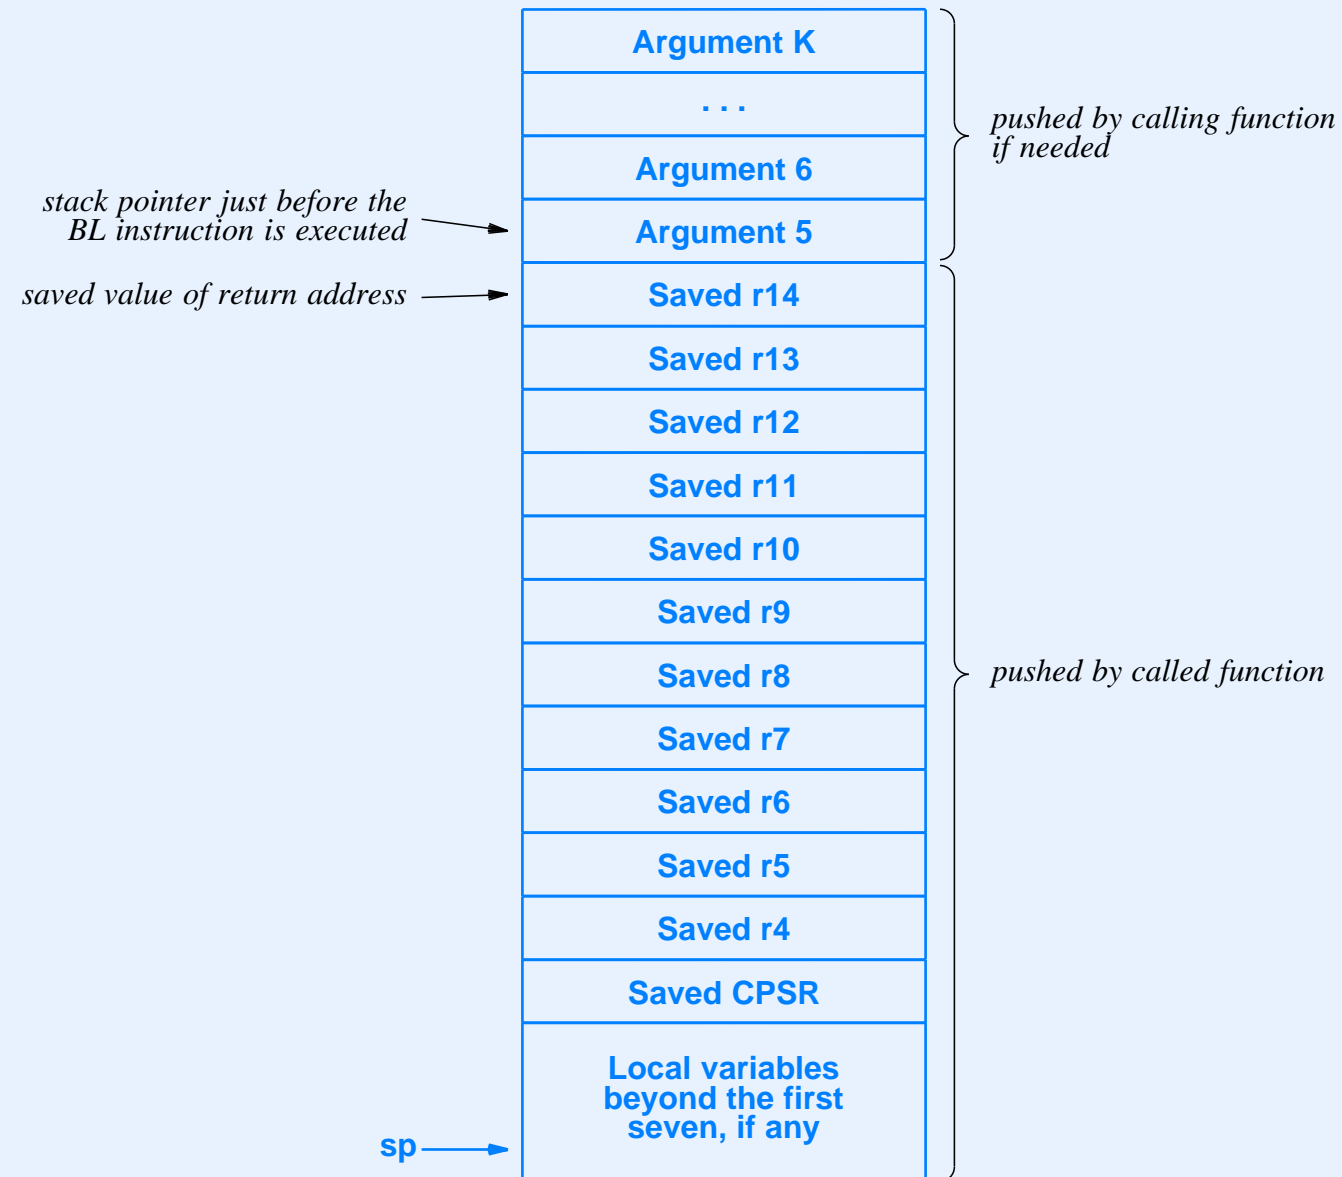 Argument K
. . .
pushed by calling function
if needed
Argument 6
stack pointer just before the
BL instruction is executed
Argument 5
saved value of return address
Saved r14
Saved r13
Saved r12
Saved r11
Saved r10
Saved r9
Saved r8
pushed by called function
Saved r7
Saved r6
Saved r5
Saved r4
Saved CPSR
Local variables
beyond the first
seven, if any
sp